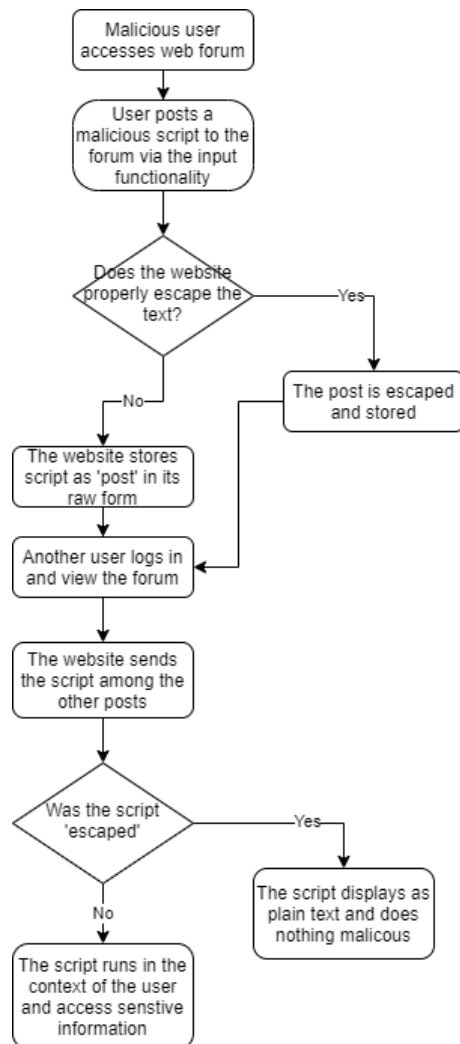 Malicious user
accesses web forum
User posts a
malicious script to the
forum via the input
functionality
Does the website
properly escape the
text?
Yes
The post is escaped
and stored
No
The website stores
script as 'post' in its
raw form
Another user logs in
and view the forum
The website sends
the script among the
other posts
Was the script
'escaped'
Yes
The script displays as
plain text and does
nothing malicous
No
The script runs in the
context of the user
and access senstive
information